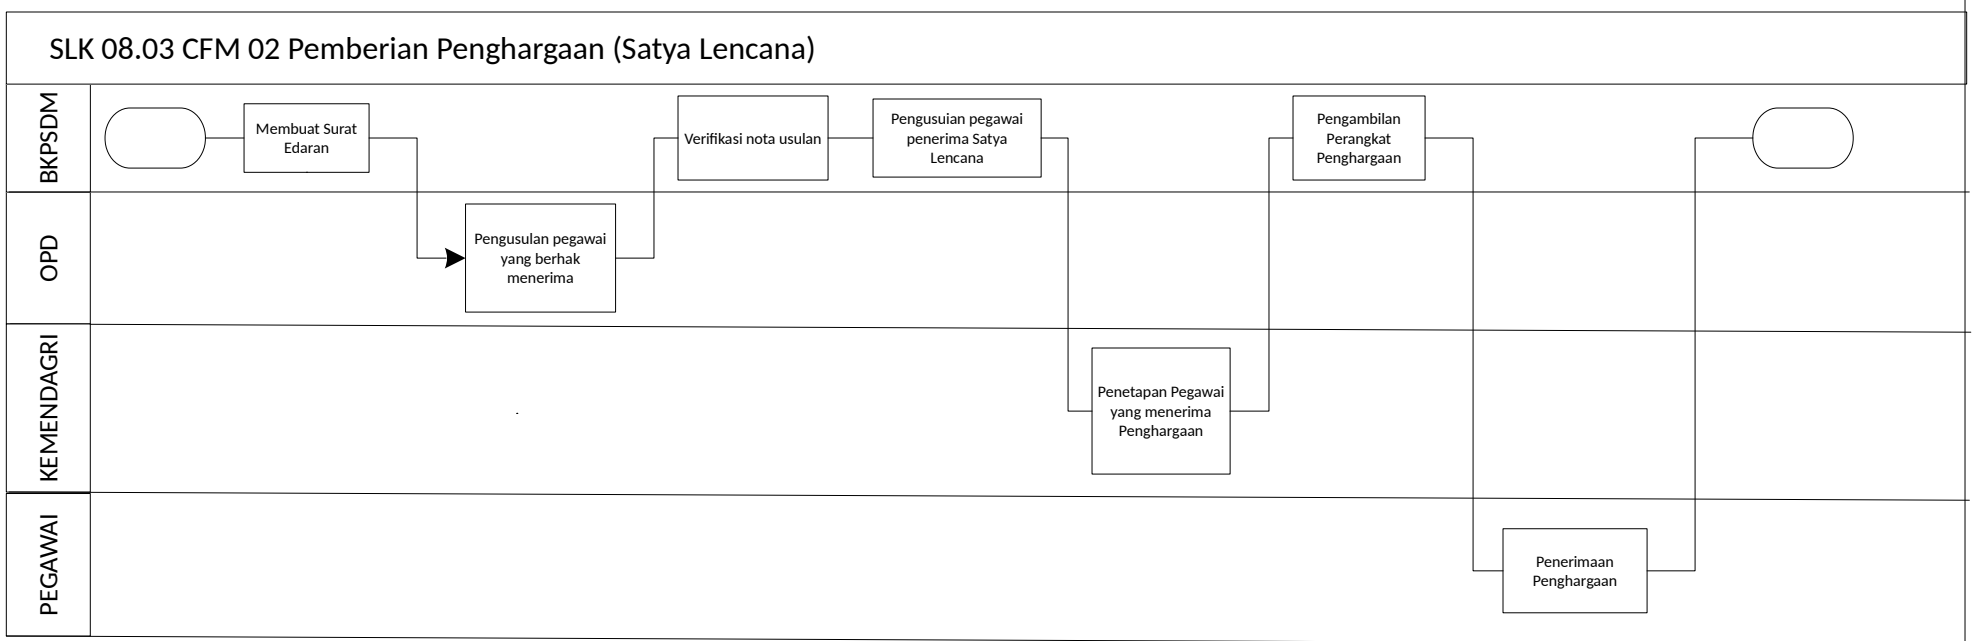 SLK 08.03 CFM 02 Pemberian Penghargaan (Satya Lencana)
BKPSDM
Membuat Surat
Edaran
Verifikasi nota usulan
Pengusuian pegawai
penerima Satya
Lencana
Pengambilan
Perangkat
Penghargaan
OPD
Pengusulan pegawai
yang berhak
menerima
KEMENDAGRI
Penetapan Pegawai
yang menerima
Penghargaan
PEGAWAI
Penerimaan
Penghargaan